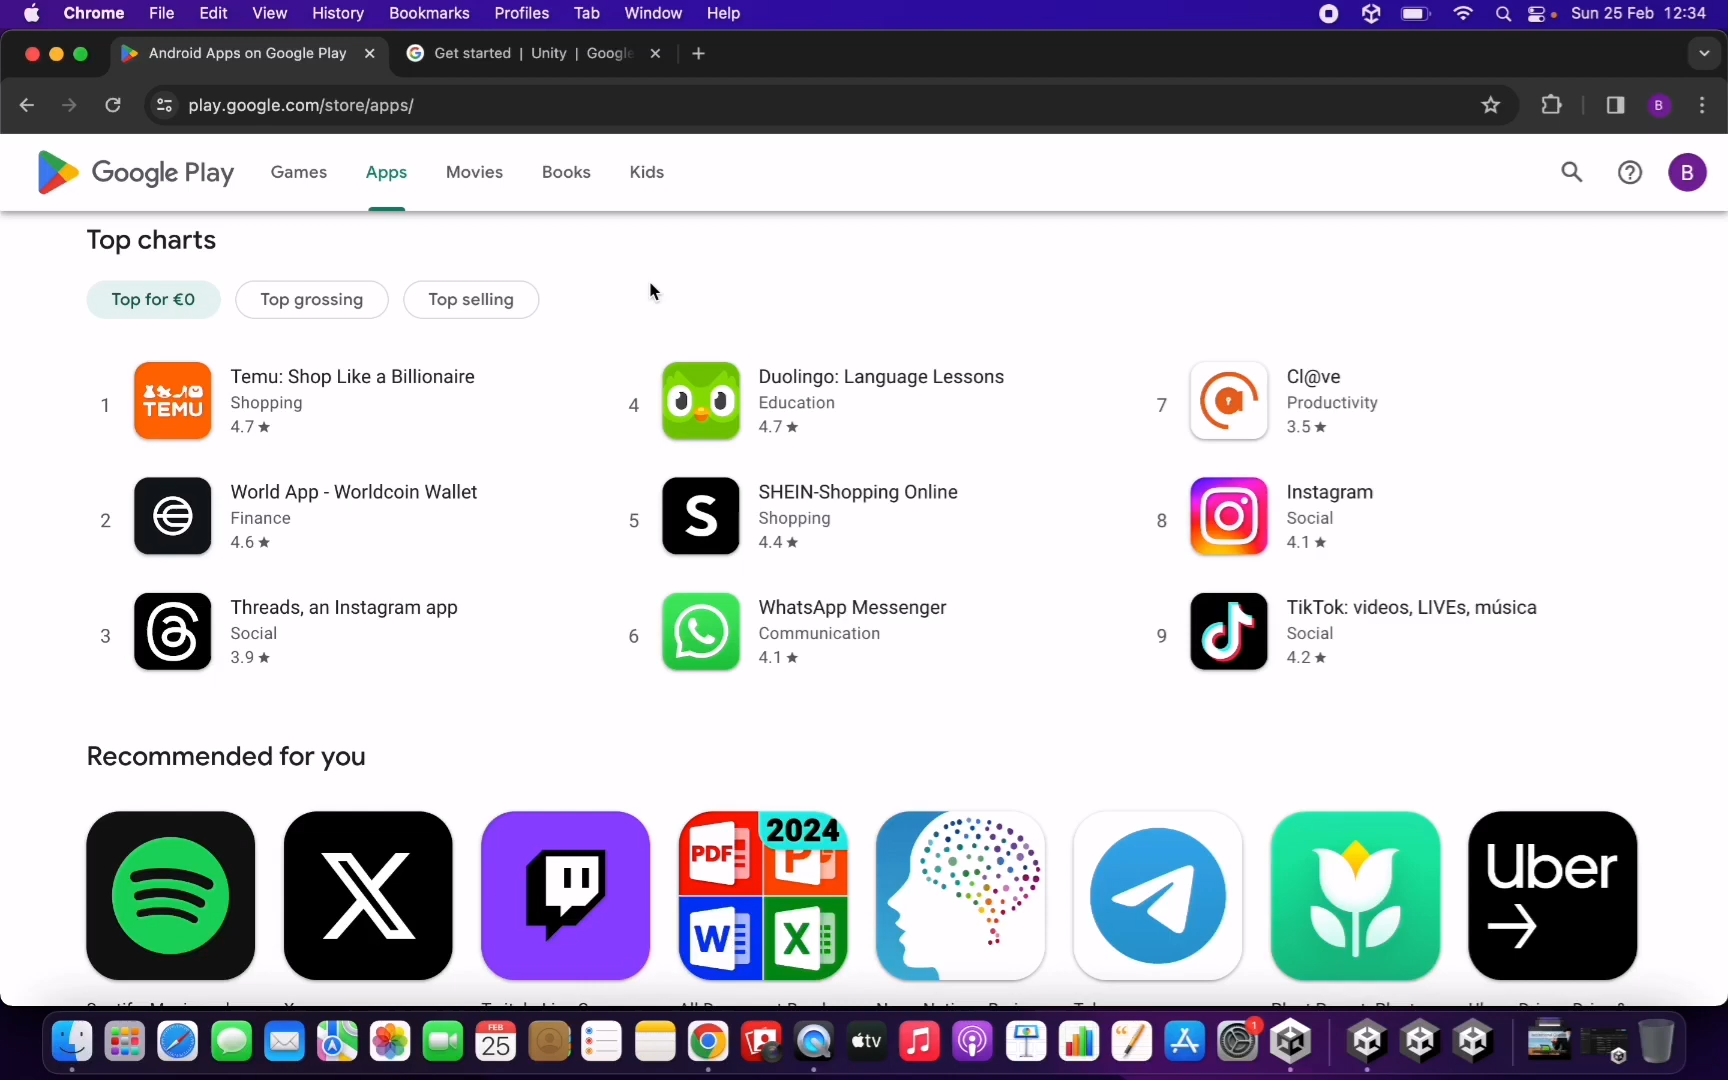 Chrome File Edit View History Bookmarks Profiles Tab Window Help Sun 25 Feb 12:34
Android Apps on Google Play Get started | Unity | Google
play.google.com/store/apps/ B
Google Play Games Apps Movies Books Kids B
Top charts
Top for €0 Top grossing Top selling
1 TEMU Temu: Shop Like a Billionaire
Shopping
4.7★
2 World App - Worldcoin Wallet
Finance
4.6★
3 Threads, an Instagram app
Social
3.9★
4 Duolingo: Language Lessons
Education
4.7★
5 S SHEIN-Shopping Online
Shopping
4.4★
6 WhatsApp Messenger
Communication
4.1★
7 Cl@ve
Productivity
3.5★
8 Instagram
Social
4.1★
9 TikTok: videos, LIVEs, música
Social
4.2★
Recommended for you
X
PDF 2024 P W X
Uber
FEB
25
tv
1